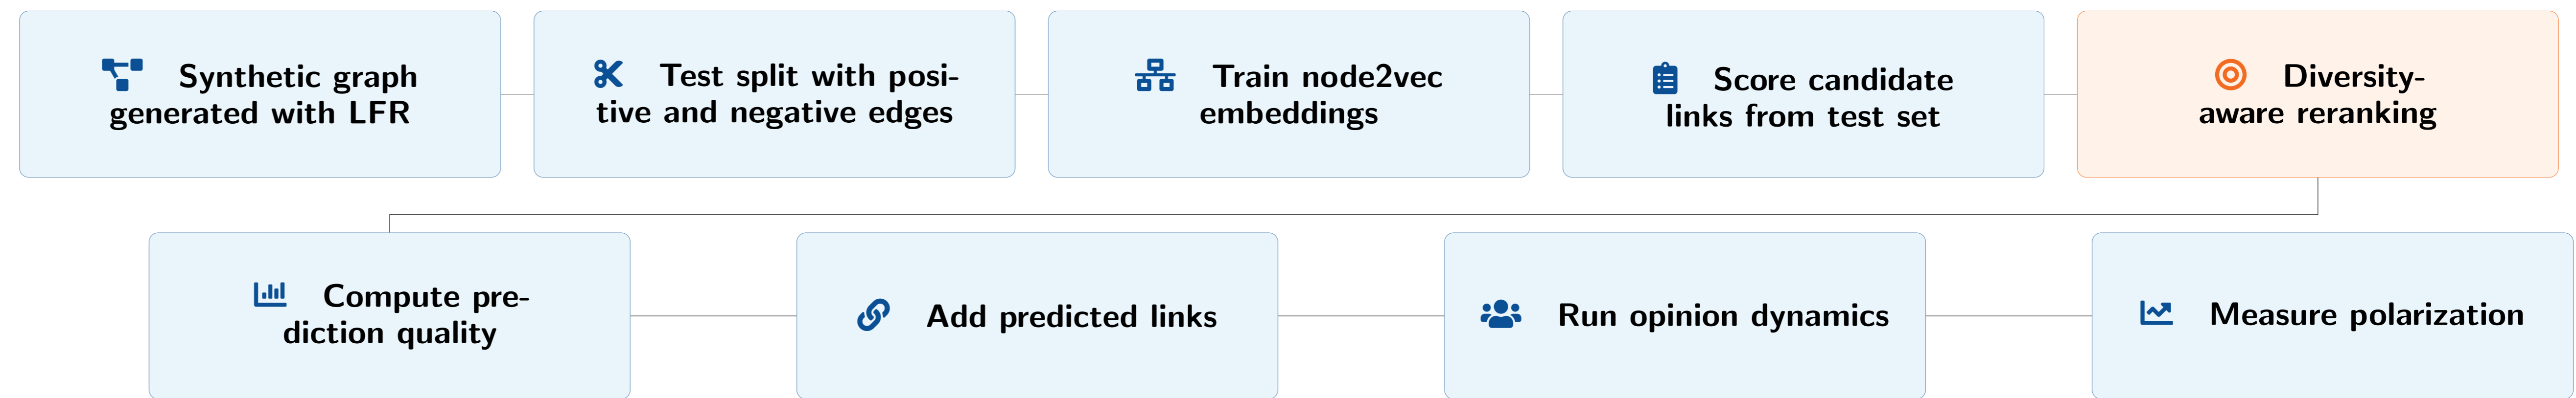 Synthetic graph
generated with LFR
Test split with posi-
tive and negative edges
Train node2vec
embeddings
Score candidate
links from test set
Diversity-
aware reranking
Compute pre-
diction quality
Add predicted links
Run opinion dynamics
Measure polarization